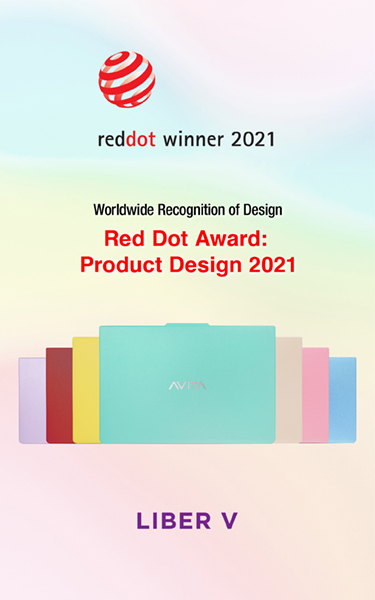 reddot winner 2021
Worldwide Recognition of Design
Red Dot Award:
Product Design 2021
AVITA
LIBER V